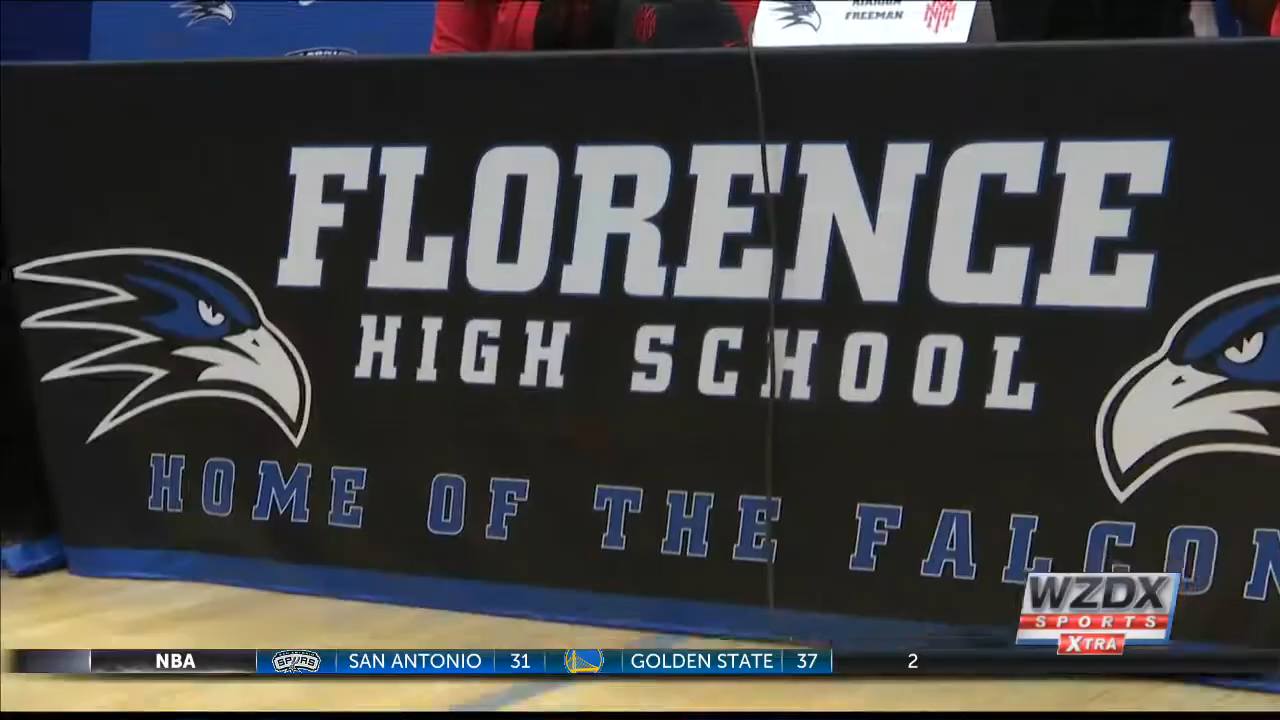 FREEMAN
FLORENCE
HIGH SCHOOL
HOME OF THE FALCON
WZDX
SPORTS
XTRA
NBA SPURS SAN ANTONIO 31 GOLDEN STATE 37 2